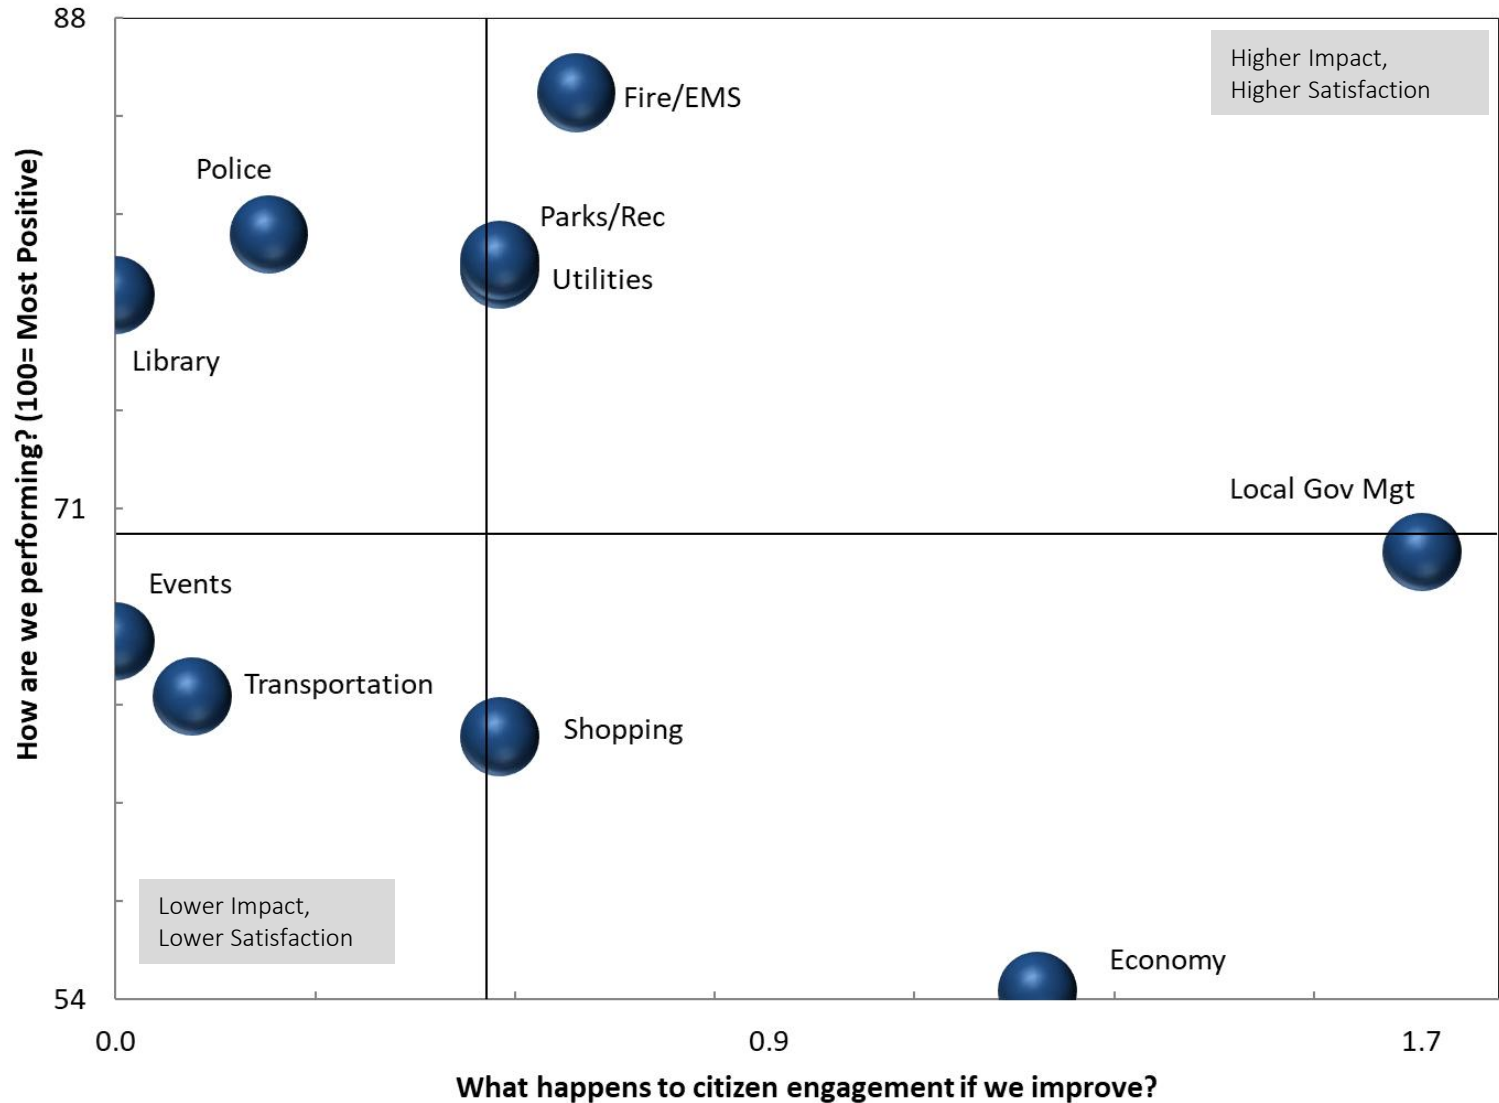 88
Higher Impact,
Higher Satisfaction
Fire/EMS
Police
Parks/Rec
Utilities
Library
How are we performing? (100= Most Positive)
71
Local Gov Mgt
Events
Transportation
Shopping
Lower Impact,
Lower Satisfaction
Economy
54
0.0
0.9
1.7
What happens to citizen engagement if we improve?